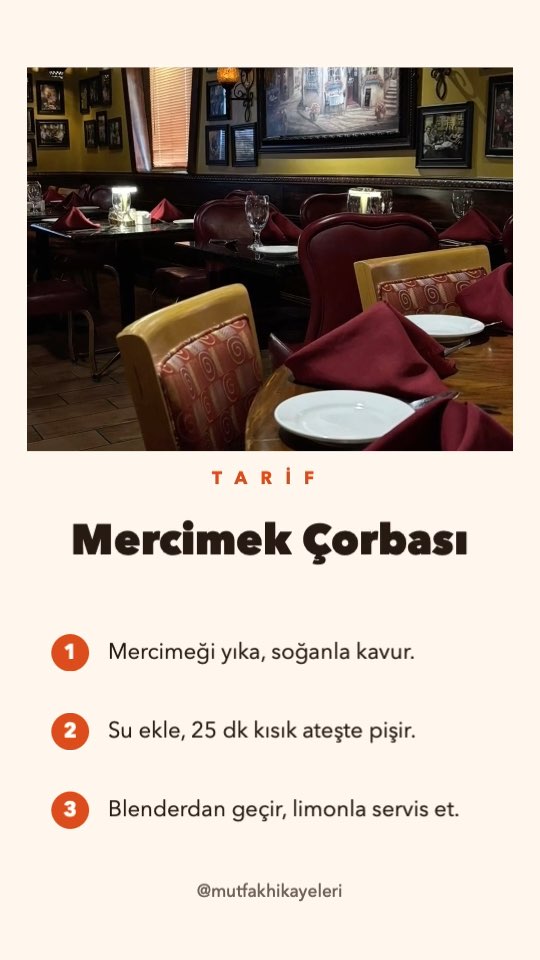 TARİF
Mercimek Çorbası
1 Mercimeği yıka, soğanla kavur.
2 Su ekle, 25 dk kısık ateşte pişir.
3 Blenderdan geçir, limonla servis et.
@mutfakhikayeleri